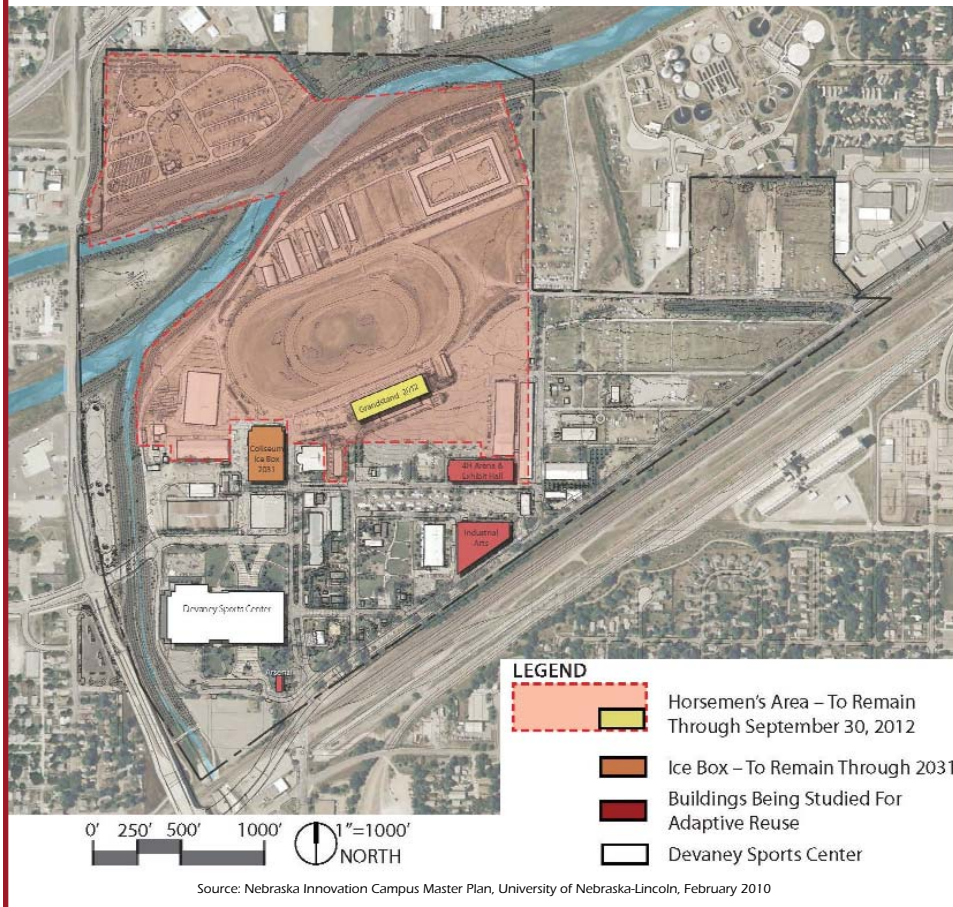 Grandstand 2012
Coliseum
Ice Box
2031
4H Arena &
Exhibit Hall
Industrial
Arts
Devaney Sports Center
Arsenal
LEGEND
Horsemen's Area – To Remain
Through September 30, 2012
Ice Box – To Remain Through 2031
Buildings Being Studied For
Adaptive Reuse
Devaney Sports Center
0' 250' 500' 1000'
1"=1000'
NORTH
Source: Nebraska Innovation Campus Master Plan, University of Nebraska-Lincoln, February 2010